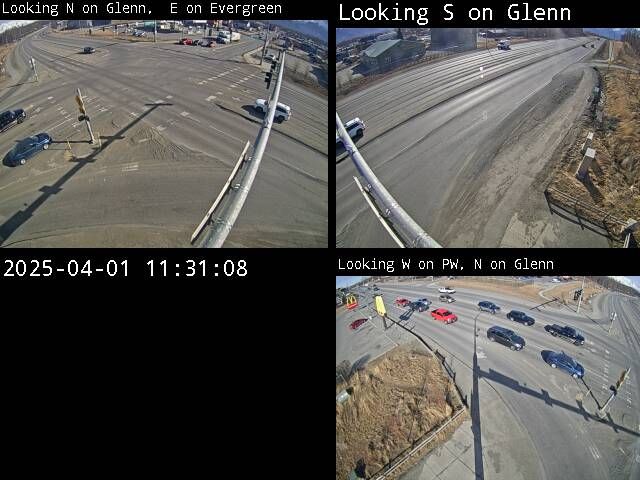 Looking N on Glenn,  E on Evergreen
Looking S on Glenn
2025-04-01 11:31:08
Looking W on PW, N on Glenn